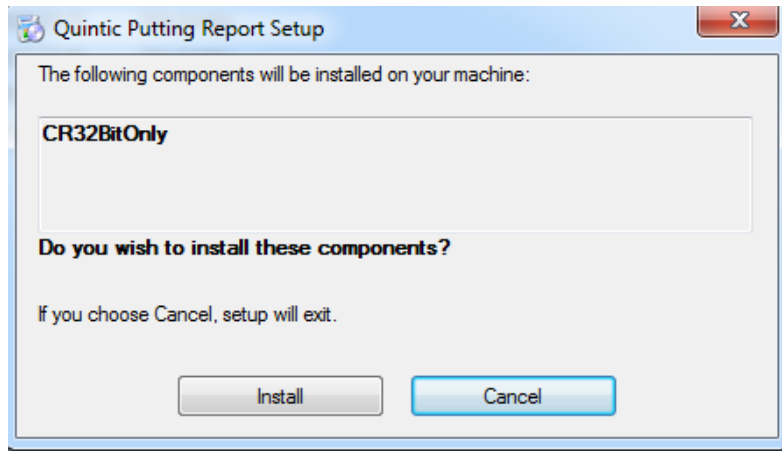 Quintic Putting Report Setup
The following components will be installed on your machine:
CR32BitOnly
Do you wish to install these components?
If you choose Cancel, setup will exit.
Install
Cancel